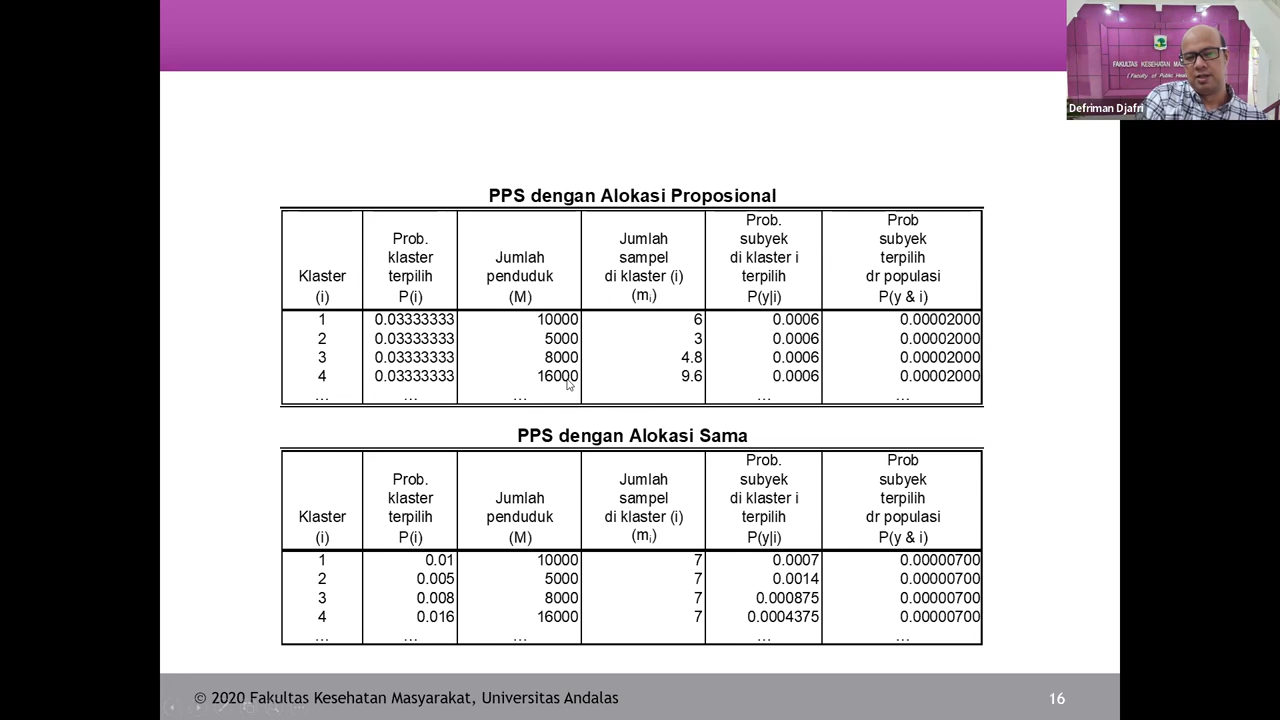 FAKULTAS KESEHATAN
(Faculty of Public
Defriman Djafri
PPS dengan Alokasi Proposional
Klaster (i) Prob. klaster terpilih P(i) Jumlah penduduk (M) Jumlah sampel di klaster (i) (mi) Prob. subyek di klaster i terpilih P(y|i) Prob subyek terpilih dr populasi P(y & i)
1 0.03333333 10000 6 0.0006 0.00002000
2 0.03333333 5000 3 0.0006 0.00002000
3 0.03333333 8000 4.8 0.0006 0.00002000
4 0.03333333 16000 9.6 0.0006 0.00002000
... ... ... ... ...
PPS dengan Alokasi Sama
Klaster (i) Prob. klaster terpilih P(i) Jumlah penduduk (M) Jumlah sampel di klaster (i) (mi) Prob. subyek di klaster i terpilih P(y|i) Prob subyek terpilih dr populasi P(y & i)
1 0.01 10000 7 0.0007 0.00000700
2 0.005 5000 7 0.0014 0.00000700
3 0.008 8000 7 0.000875 0.00000700
4 0.016 16000 7 0.0004375 0.00000700
... ... ... ... ...
© 2020 Fakultas Kesehatan Masyarakat, Universitas Andalas
16